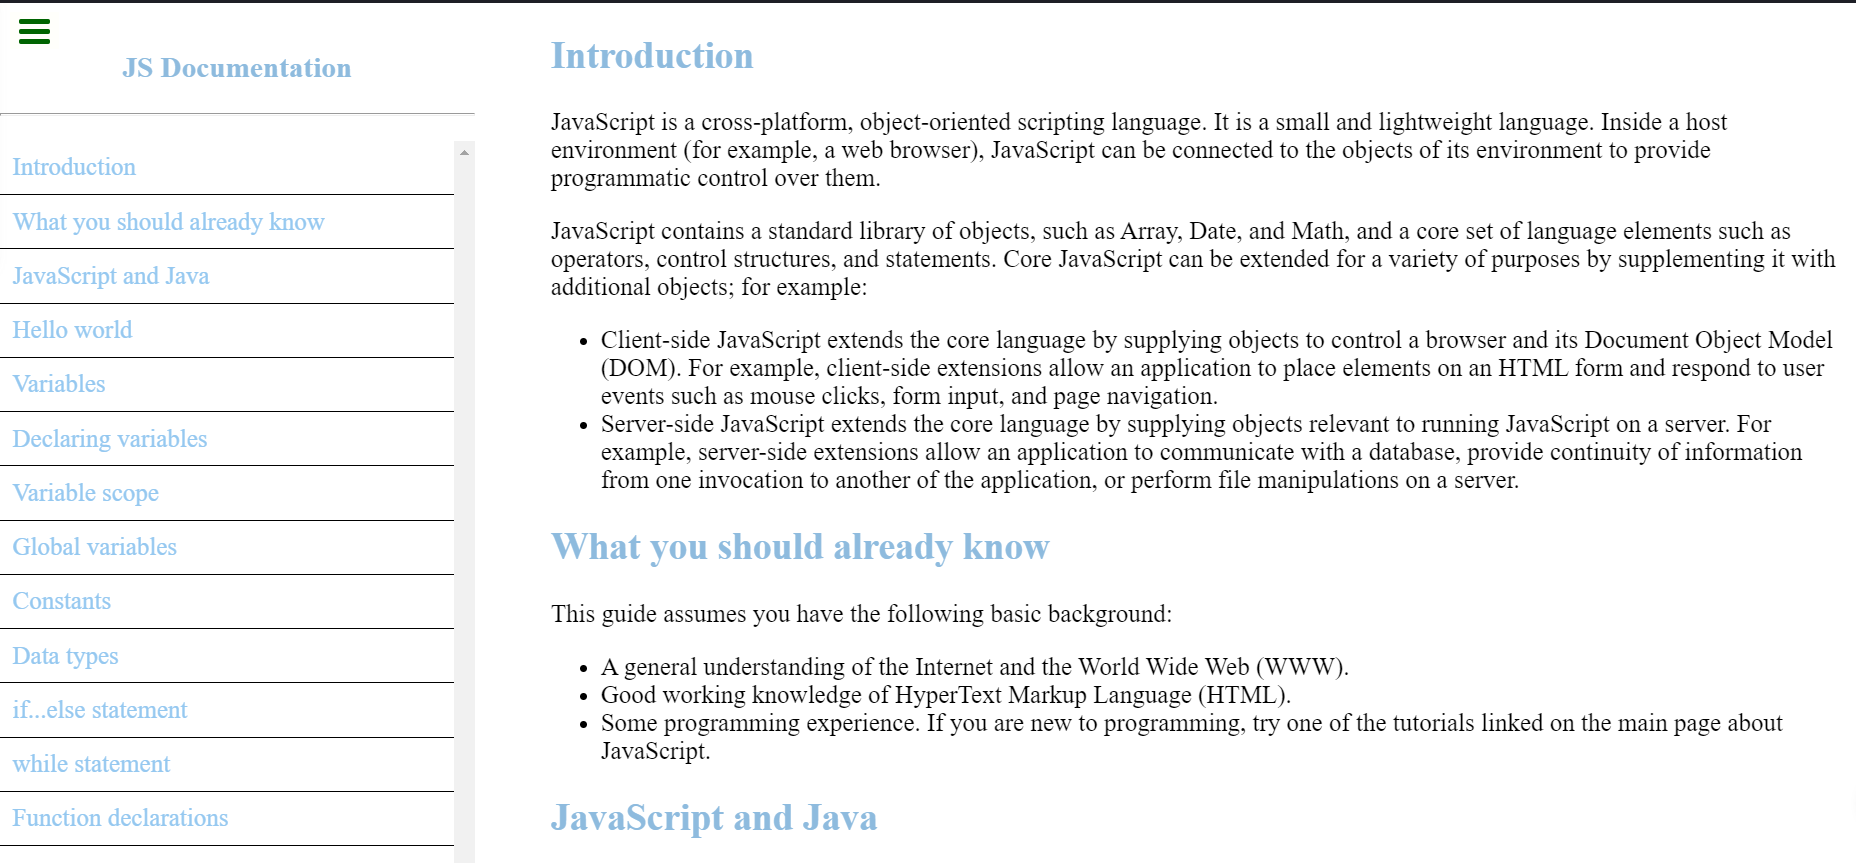 JS Documentation
Introduction
What you should already know
JavaScript and Java
Hello world
Variables
Declaring variables
Variable scope
Global variables
Constants
Data types
if...else statement
while statement
Function declarations
Introduction
JavaScript is a cross-platform, object-oriented scripting language. It is a small and lightweight language. Inside a host
environment (for example, a web browser), JavaScript can be connected to the objects of its environment to provide
programmatic control over them.
JavaScript contains a standard library of objects, such as Array, Date, and Math, and a core set of language elements such as
operators, control structures, and statements. Core JavaScript can be extended for a variety of purposes by supplementing it with
additional objects; for example:
• Client-side JavaScript extends the core language by supplying objects to control a browser and its Document Object Model
(DOM). For example, client-side extensions allow an application to place elements on an HTML form and respond to user
events such as mouse clicks, form input, and page navigation.
• Server-side JavaScript extends the core language by supplying objects relevant to running JavaScript on a server. For
example, server-side extensions allow an application to communicate with a database, provide continuity of information
from one invocation to another of the application, or perform file manipulations on a server.
What you should already know
This guide assumes you have the following basic background:
• A general understanding of the Internet and the World Wide Web (WWW).
• Good working knowledge of HyperText Markup Language (HTML).
• Some programming experience. If you are new to programming, try one of the tutorials linked on the main page about
JavaScript.
JavaScript and Java